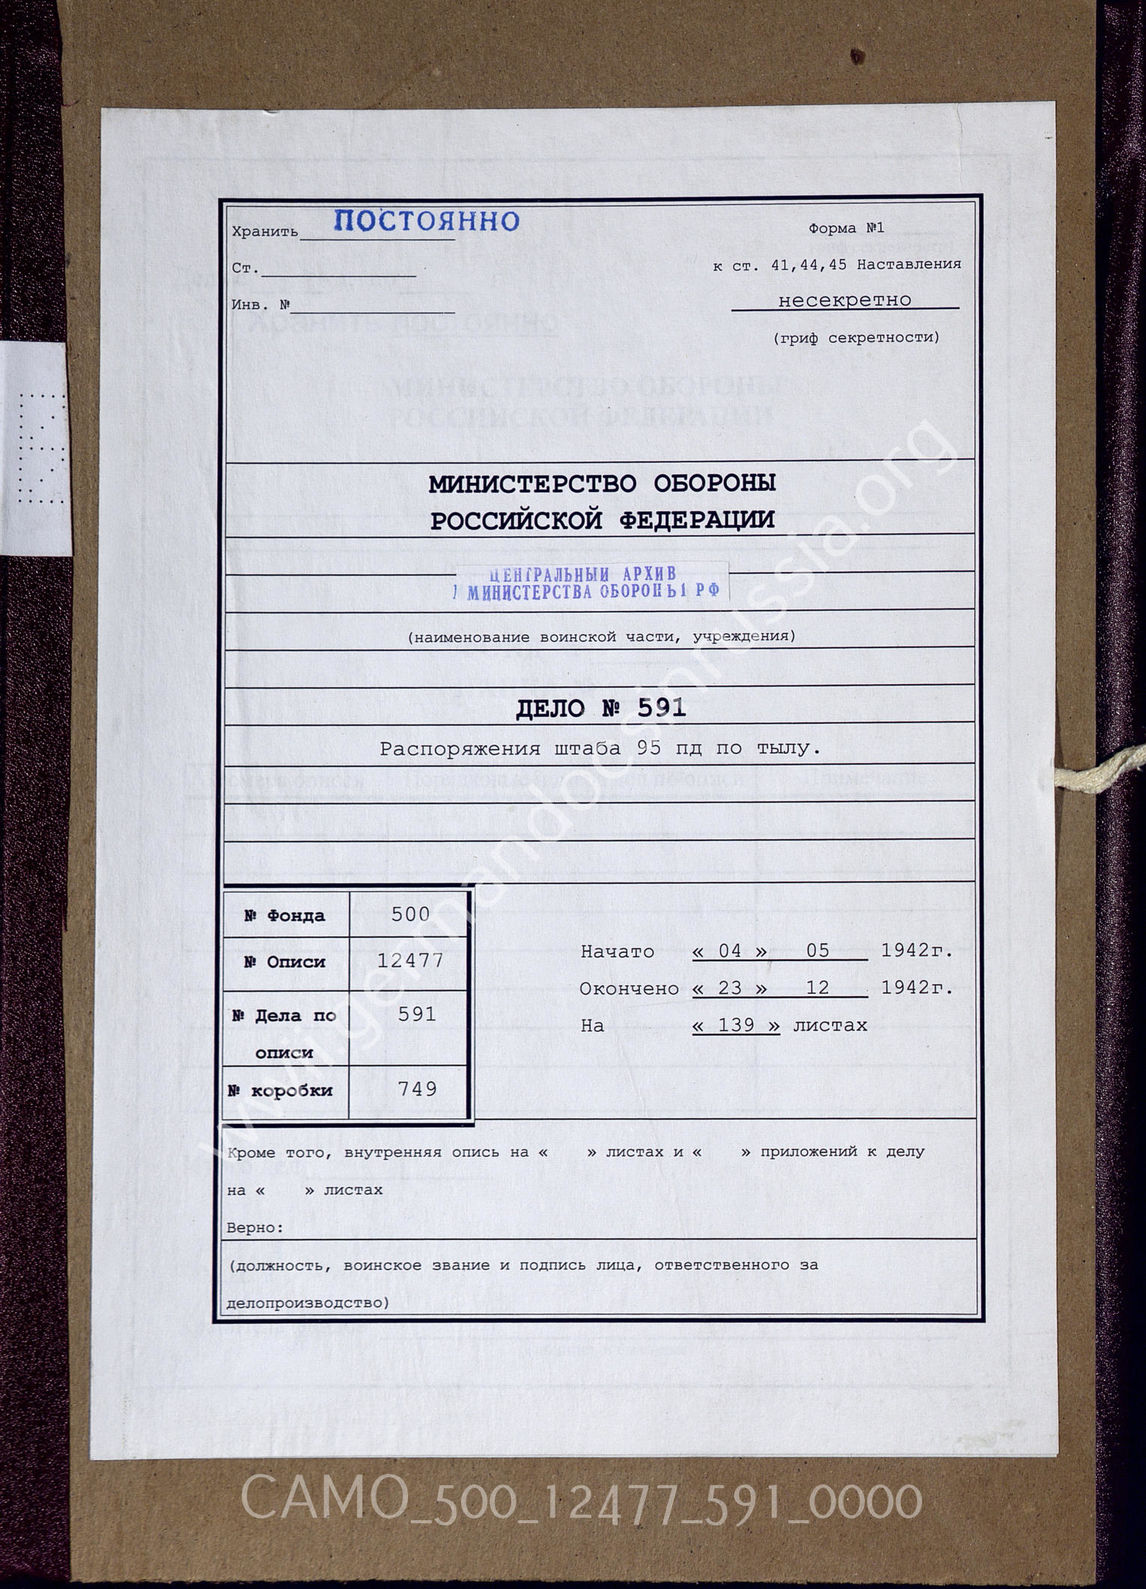 Хранить ПОСТОЯННО
Форма №1
Ст.
к ст. 41,44,45 Наставления
Инв. №
несекретно
(гриф секретности)
МИНИСТЕРСТВО ОБОРОНЫ
РОССИЙСКОЙ ФЕДЕРАЦИИ
ЦЕНТРАЛЬНЫЙ АРХИВ
МИНИСТЕРСТВА ОБОРОНЫ РФ
(наименование воинской части, учреждения)
ДЕЛО № 591
Распоряжения штаба 95 пд по тылу.
№ Фонда 500
№ Описи 12477
№ Дела по 591
описи
№ коробки 749
Начато « 04 » 05 1942г.
Окончено « 23 » 12 1942г.
На « 139 » листах
Кроме того, внутренняя опись на « » листах и « » приложений к делу
на « » листах
Верно:
(должность, воинское звание и подпись лица, ответственного за
делопроизводство)
www.germandocsinrussia.org
CAMO_500_12477_591_0000